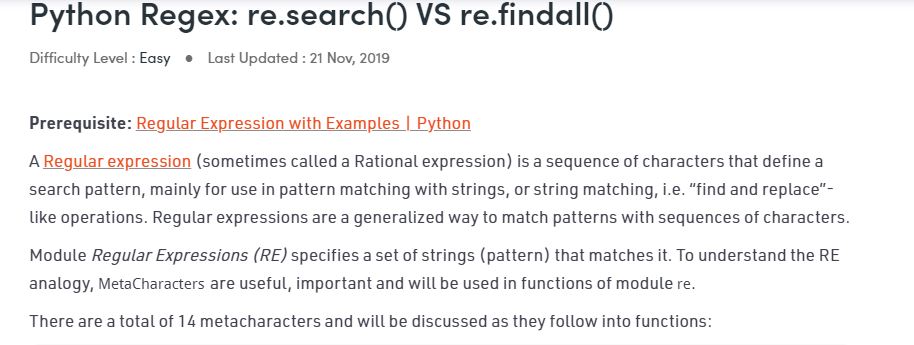 Python Regex: re.search() VS re.findall()
Difficulty Level : Easy ● Last Updated : 21 Nov, 2019
Prerequisite: Regular Expression with Examples | Python
A Regular expression (sometimes called a Rational expression) is a sequence of characters that define a
search pattern, mainly for use in pattern matching with strings, or string matching, i.e. “find and replace”-
like operations. Regular expressions are a generalized way to match patterns with sequences of characters.
Module Regular Expressions (RE) specifies a set of strings (pattern) that matches it. To understand the RE
analogy, MetaCharacters are useful, important and will be used in functions of module re.
There are a total of 14 metacharacters and will be discussed as they follow into functions: